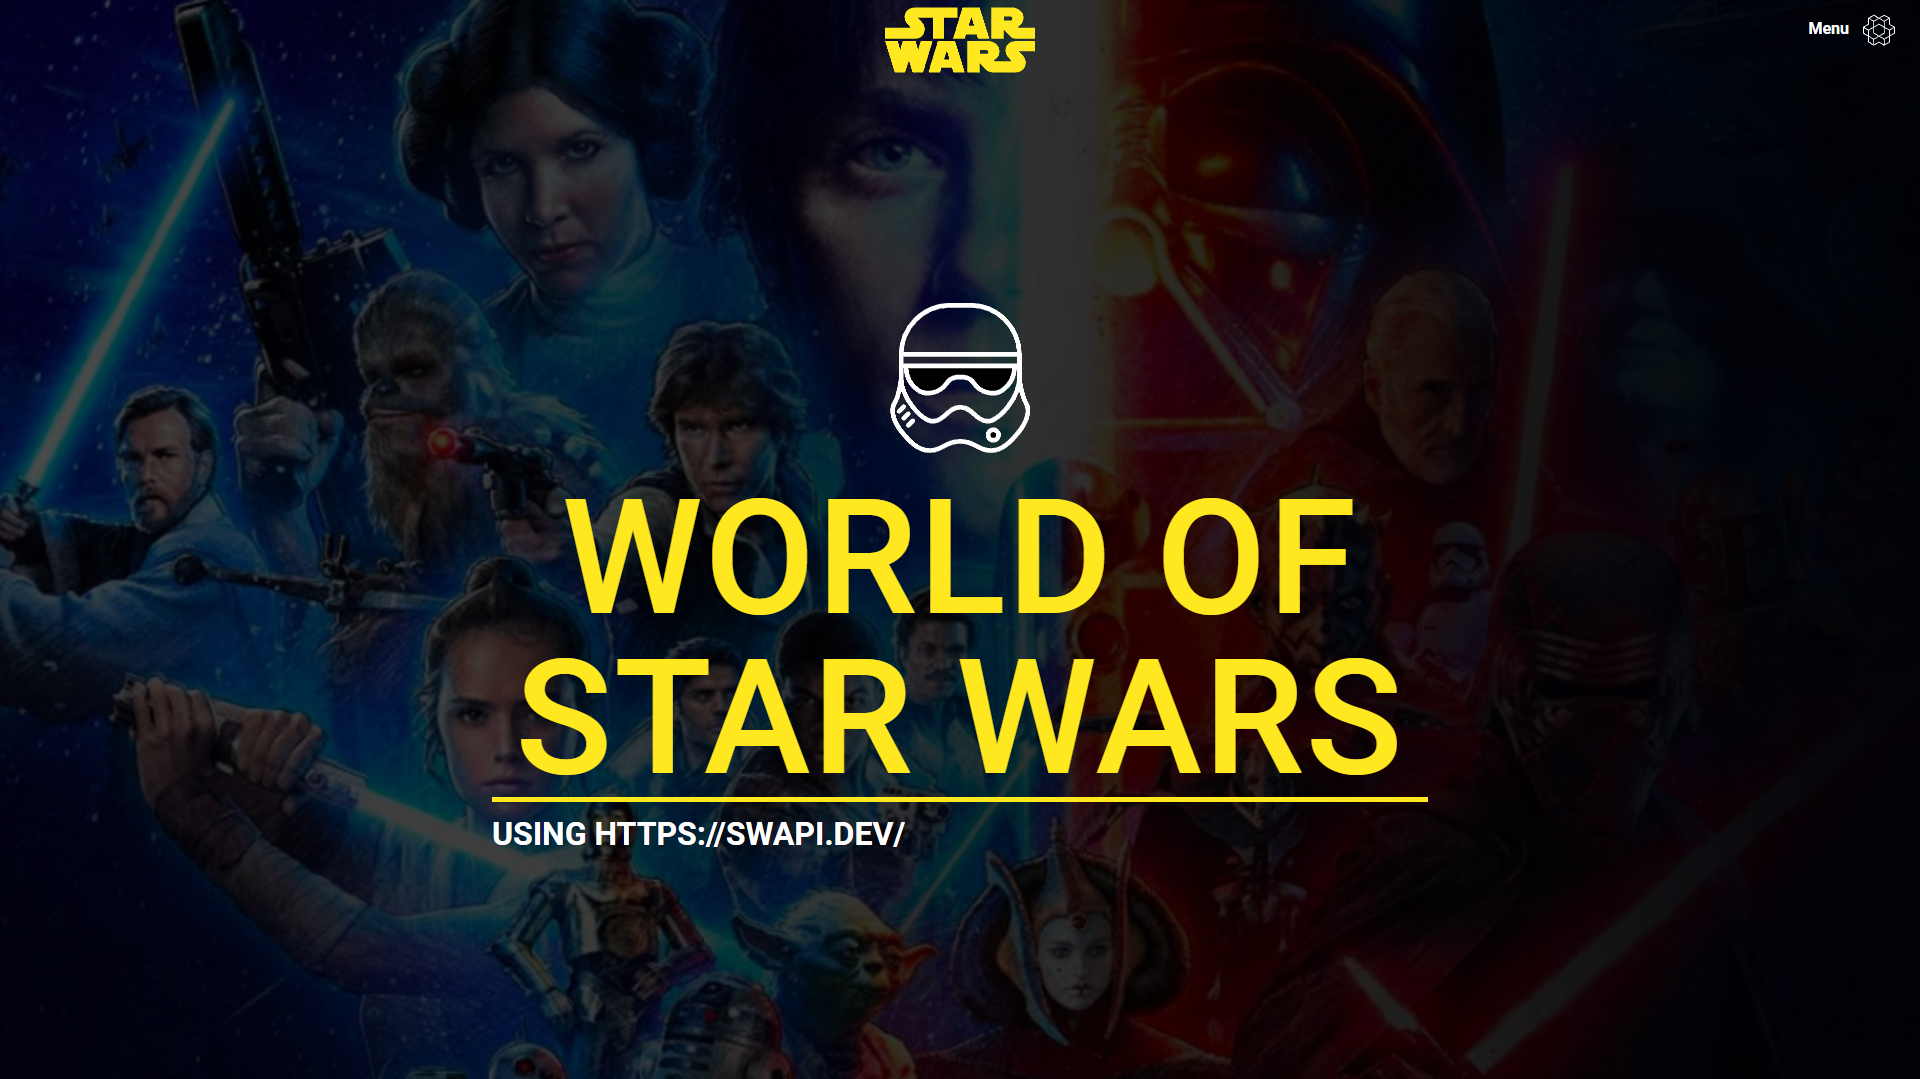 STAR
WARS
Menu
WORLD OF
STAR WARS
USING HTTPS://SWAPI.DEV/